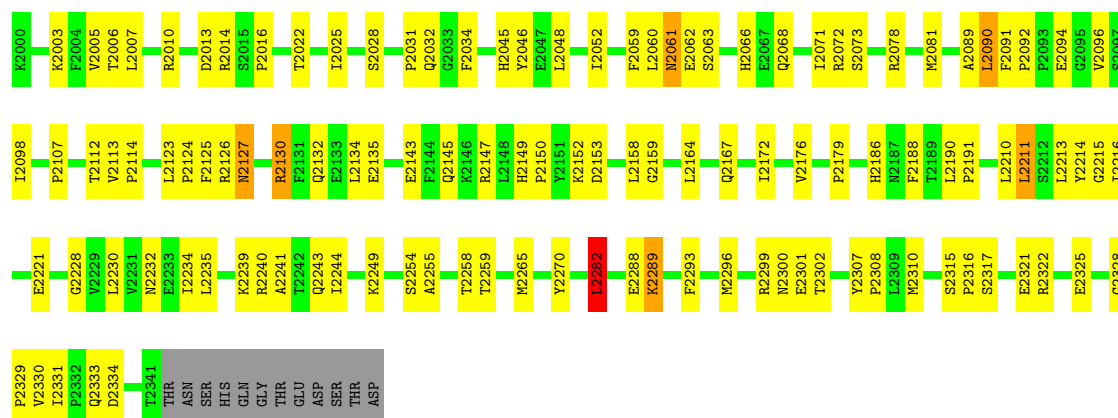 K2000 K2003 F2004 V2005 T2006 L2007 R2010 D2013 R2014 S2015 P2016 T2022 I2025 S2028 P2031 Q2032 G2033 F2034 H2045 Y2046 E2047 L2048 I2052 F2059 L2060 N2061 E2062 S2063 H2066 E2067 Q2068 I2071 R2072 S2073 R2078 M2081 A2089 L2090 F2091 P2092 P2093 E2094 G2095 V2096 S2097
I2098 P2107 T2112 V2113 P2114 L2123 P2124 F2125 R2126 N2127 R2130 F2131 Q2132 E2133 L2134 E2135 E2143 F2144 Q2145 K2146 R2147 L2148 H2149 P2150 Y2151 K2152 D2153 L2158 G2159 L2164 Q2167 I2172 V2176 P2179 H2186 N2187 F2188 T2189 L2190 P2191 L2210 L2211 S2212 L2213 Y2214 G2215 I2216
E2221 G2228 V2229 L2230 V2231 N2232 E2233 I2234 L2235 K2239 R2240 A2241 T2242 Q2243 I2244 K2249 S2254 A2255 T2258 T2259 M2265 Y2270 L2282 E2288 K2289 F2293 M2296 R2299 N2300 E2301 T2302 Y2307 P2308 L2309 M2310 S2315 P2316 S2317 E2321 R2322 E2325 G2328
P2329 V2330 I2331 P2332 Q2333 D2334 T2341 THR ASN SER HIS GLN GLY THR GLU ASP SER THR ASP